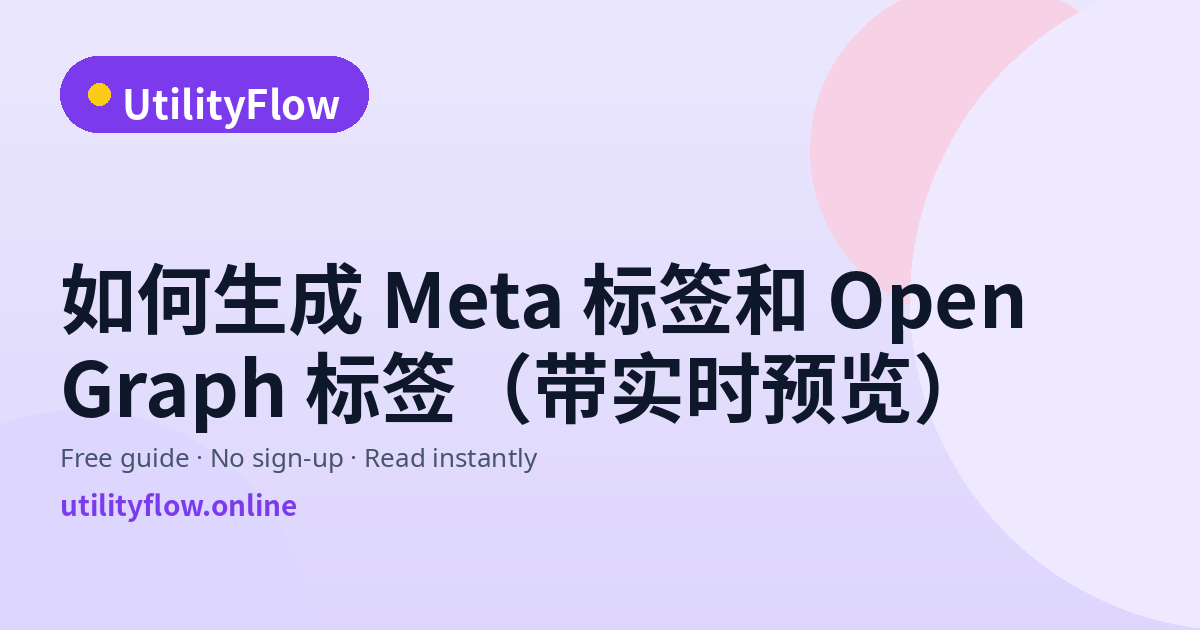 UtilityFlow
如何生成 Meta 标签和 Open
Graph 标签（带实时预览）
Free guide · No sign-up · Read instantly
utilityflow.online